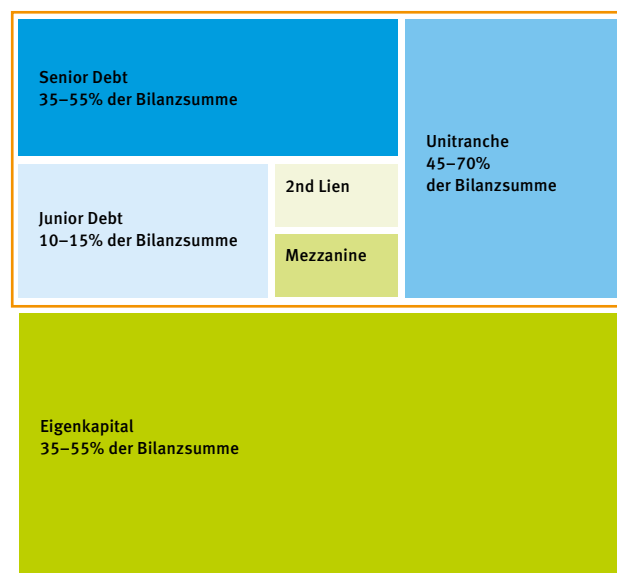 Senior Debt
35–55% der Bilanzsumme
Unitranche
45–70%
der Bilanzsumme
2nd Lien
Junior Debt
10–15% der Bilanzsumme
Mezzanine
Eigenkapital
35–55% der Bilanzsumme